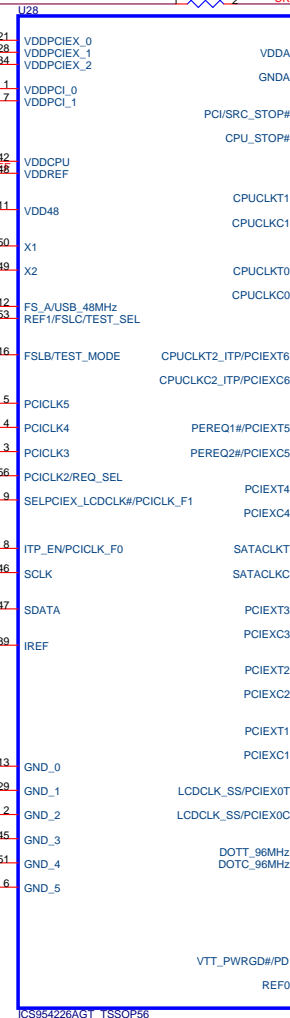 1 2
U28
21 VDDPCIEX_0
28 VDDPCIEX_1 VDDA
34 VDDPCIEX_2
GNDA
1 VDDPCI_0
7 VDDPCI_1
PCI/SRC_STOP#
CPU_STOP#
42 VDDCPU
48 VDDREF
CPUCLKT1
11 VDD48
CPUCLKC1
50 X1
49 X2 CPUCLKT0
CPUCLKC0
12 FS_A/USB_48MHz
53 REF1/FSLC/TEST_SEL
16 FSLB/TEST_MODE CPUCLKT2_ITP/PCIEXT6
CPUCLKC2_ITP/PCIEXC6
5 PCICLK5
4 PCICLK4 PEREQ1#/PCIEXT5
3 PCICLK3 PEREQ2#/PCIEXC5
56 PCICLK2/REQ_SEL
PCIEXT4
9 SELPCIEX_LCDCLK#/PCICLK_F1
PCIEXC4
8 ITP_EN/PCICLK_F0 SATACLKT
46 SCLK SATACLKC
47 SDATA PCIEXT3
PCIEXC3
39 IREF
PCIEXT2
PCIEXC2
PCIEXT1
PCIEXC1
13 GND_0
29 GND_1 LCDCLK_SS/PCIEX0T
2 GND_2 LCDCLK_SS/PCIEX0C
45 GND_3
DOTT_96MHz
51 GND_4 DOTC_96MHz
6 GND_5
VTT_PWRGD#/PD
REF0
ICS954226AGT_TSSOP56